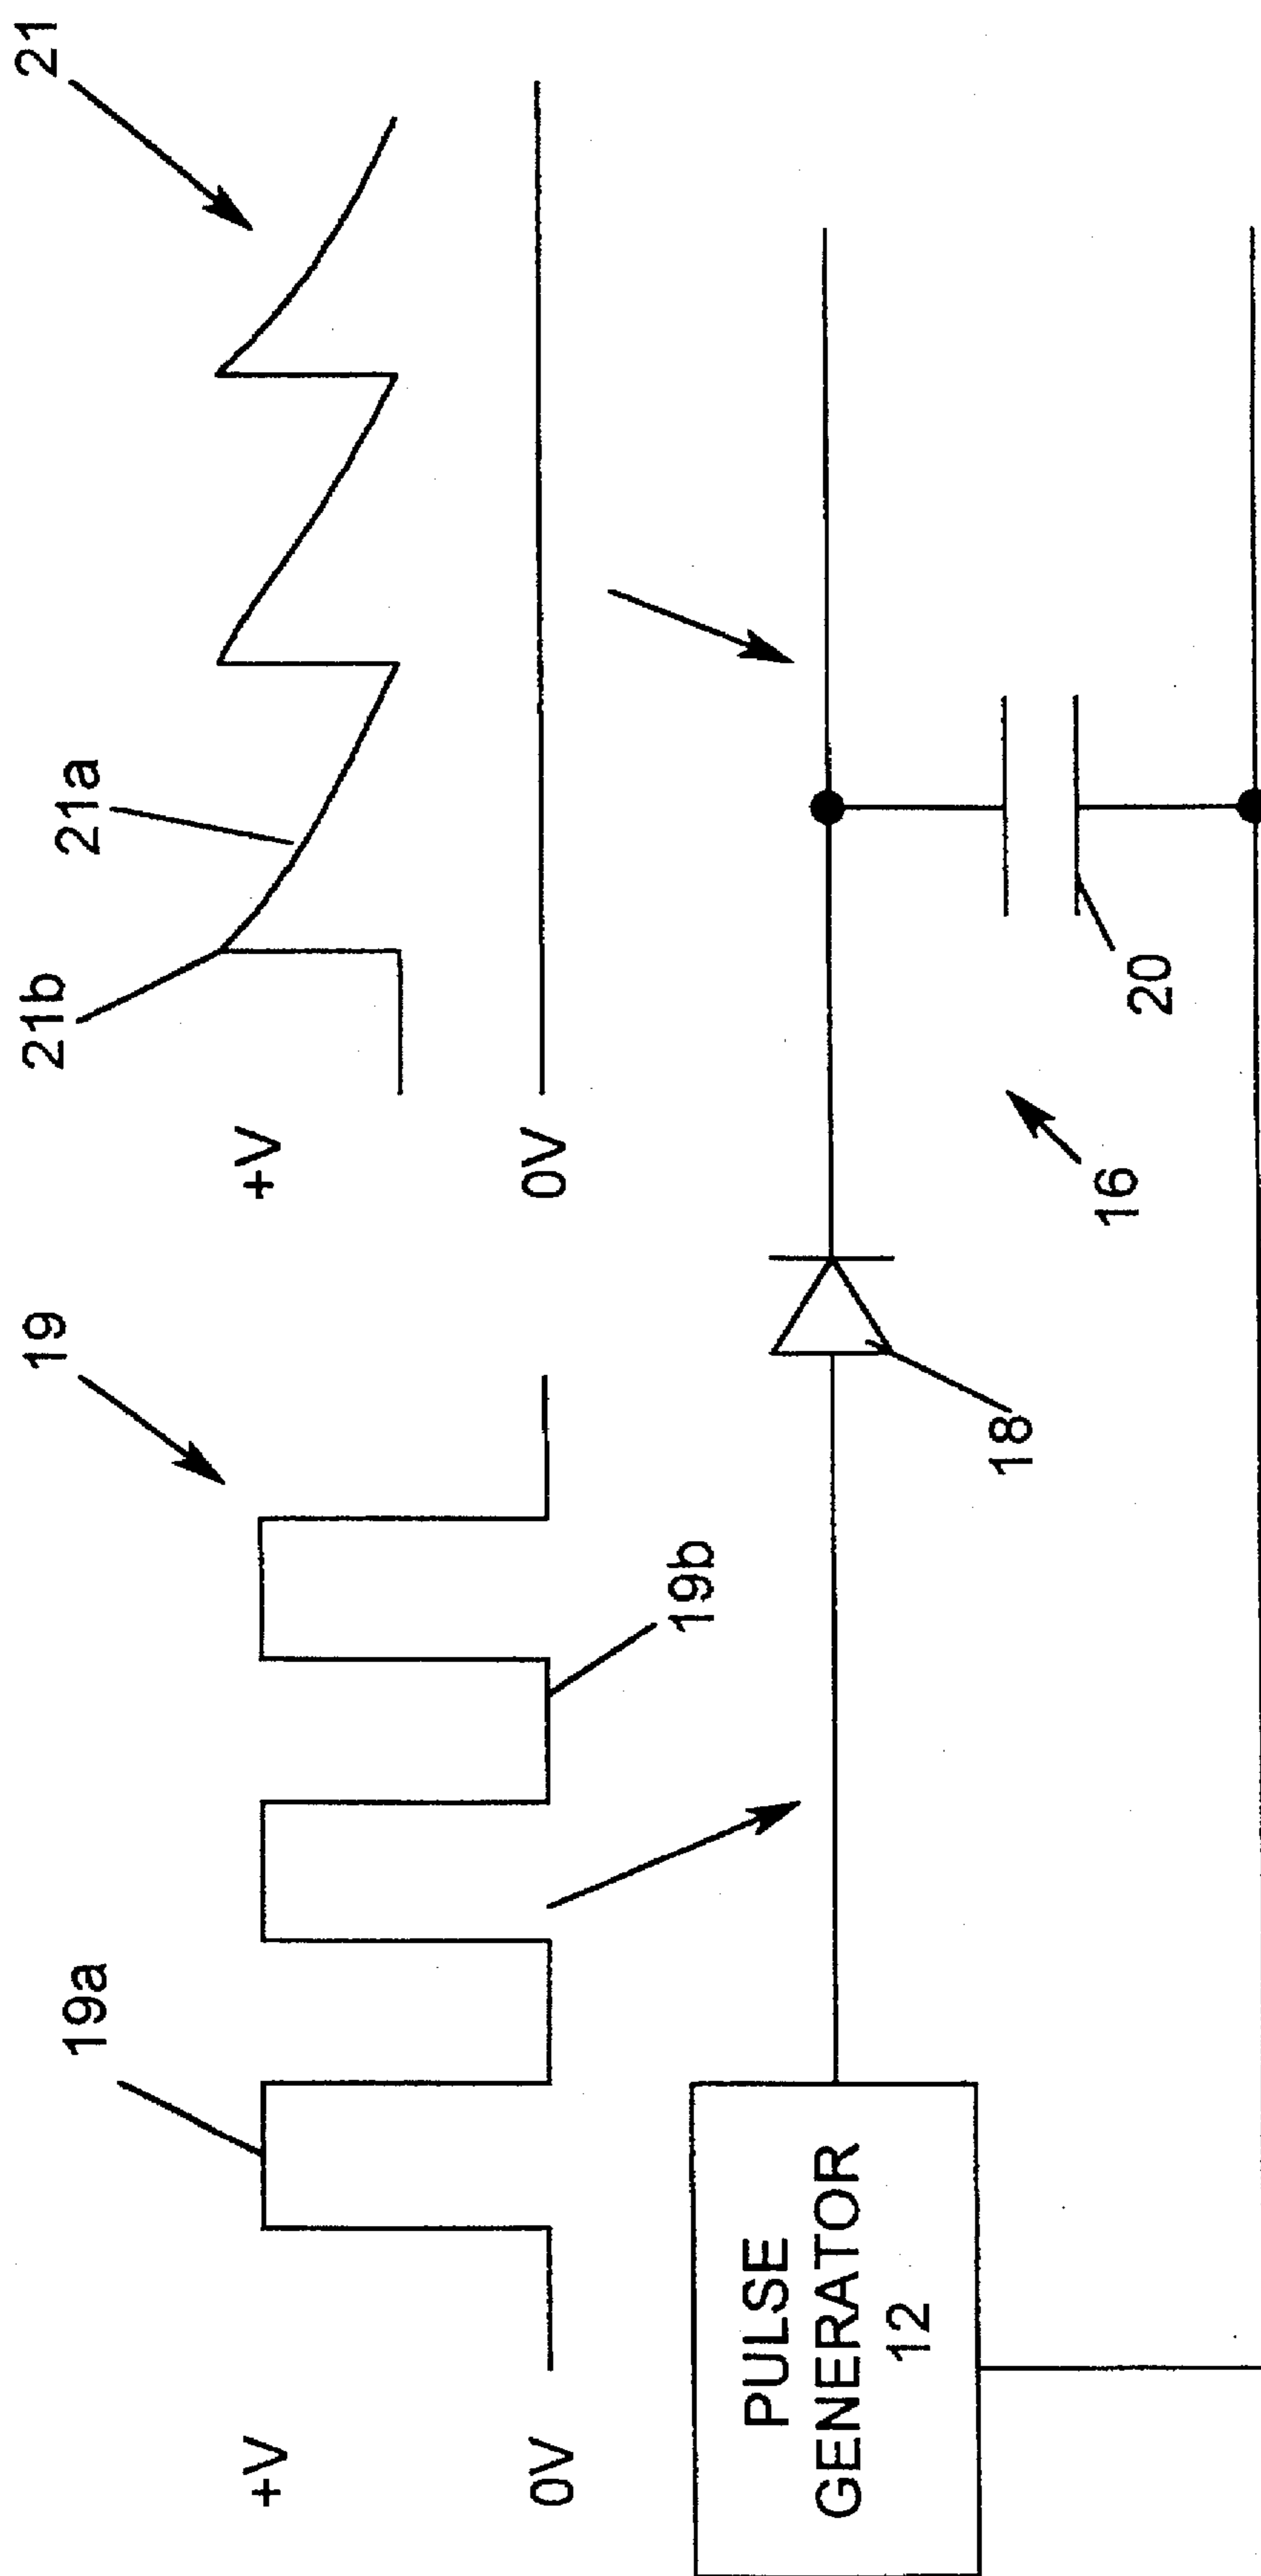 19a
19
21b
21a
21
+V
+V
0V
19b
0V
PULSE
GENERATOR
12
18
16
20